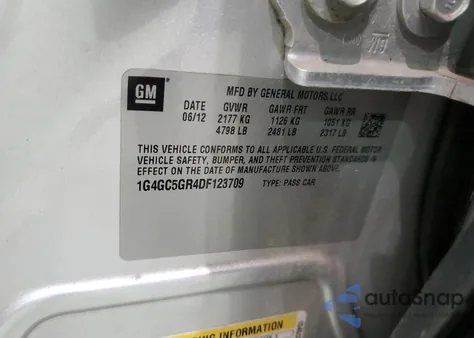 GM
MFD BY GENERAL MOTORS LLC
DATE GVWR GAWR FRT GAWR RR
06/12 2177 KG 1126 KG 1051 KG
4798 LB 2481 LB 2317 LB
THIS VEHICLE CONFORMS TO ALL APPLICABLE U.S. FEDERAL MOTOR
VEHICLE SAFETY, BUMPER, AND THEFT PREVENTION STANDARDS IN
EFFECT ON THE DATE OF MANUFACTURE SHOWN ABOVE.
1G4GC5GR4DF123709 TYPE: PASS CAR
INFORMATION
autoSnap